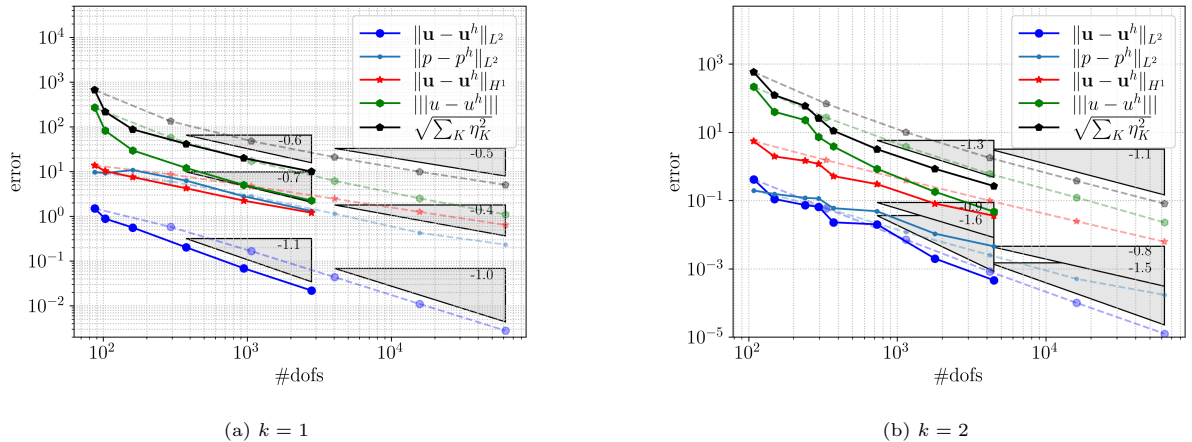 10^4
10^3
10^2
10^1
10^0
10^{-1}
10^{-2}
error
10^2
10^3
10^4
#dofs
‖u − u^h‖_{L^2}
‖p − p^h‖_{L^2}
‖u − u^h‖_{H^1}
|||u − u^h|||
√∑_K η_K^2
-0.6
-0.5
-0.7
-0.4
-1.1
-1.0
(a) k = 1
10^3
10^1
10^{-1}
10^{-3}
10^{-5}
error
10^2
10^3
10^4
#dofs
‖u − u^h‖_{L^2}
‖p − p^h‖_{L^2}
‖u − u^h‖_{H^1}
|||u − u^h|||
√∑_K η_K^2
-1.3
-1.1
-0.9
-1.6
-0.8
-1.5
(b) k = 2